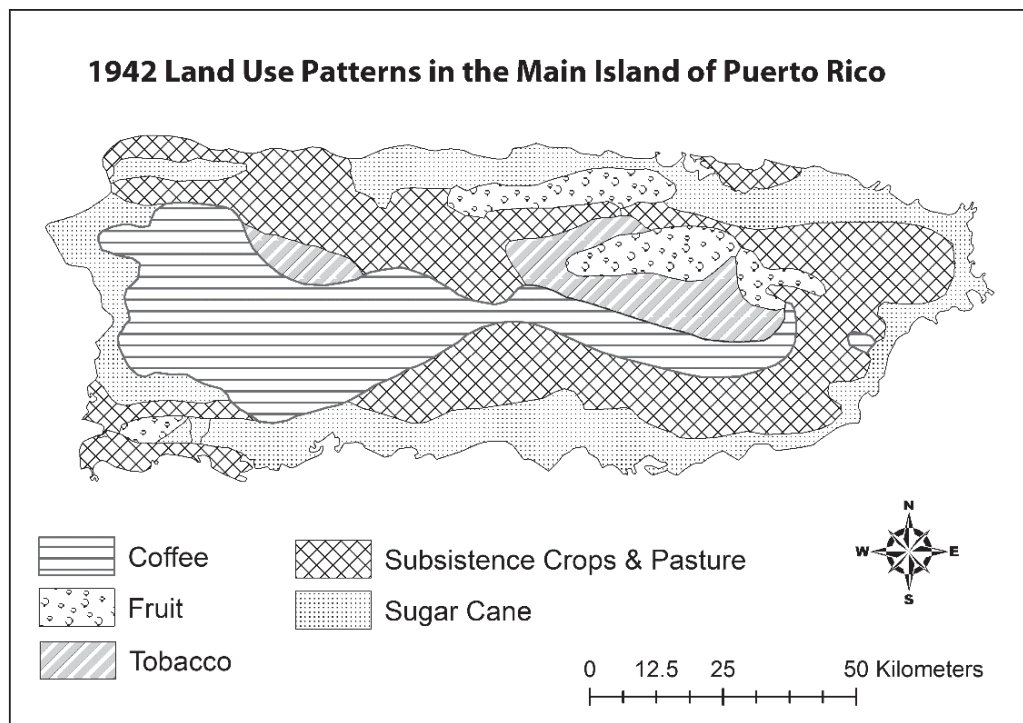 1942 Land Use Patterns in the Main Island of Puerto Rico
Coffee
Fruit
Tobacco
Subsistence Crops & Pasture
Sugar Cane
N
W E
S
0 12.5 25 50 Kilometers